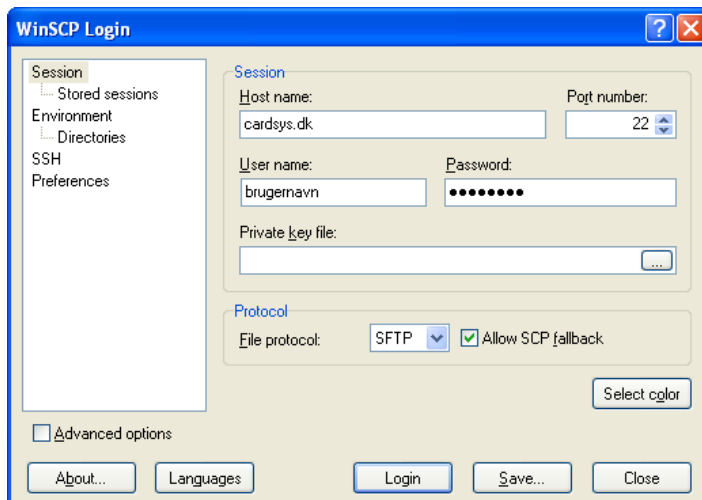 WinSCP Login
Session
Stored sessions
Environment
Directories
SSH
Preferences
Session
Host name: Port number:
cardsys.dk 22
User name: Password:
brugernavn ●●●●●●●●
Private key file:
...
Protocol
File protocol: SFTP Allow SCP fallback
Select color
Advanced options
About... Languages Login Save... Close